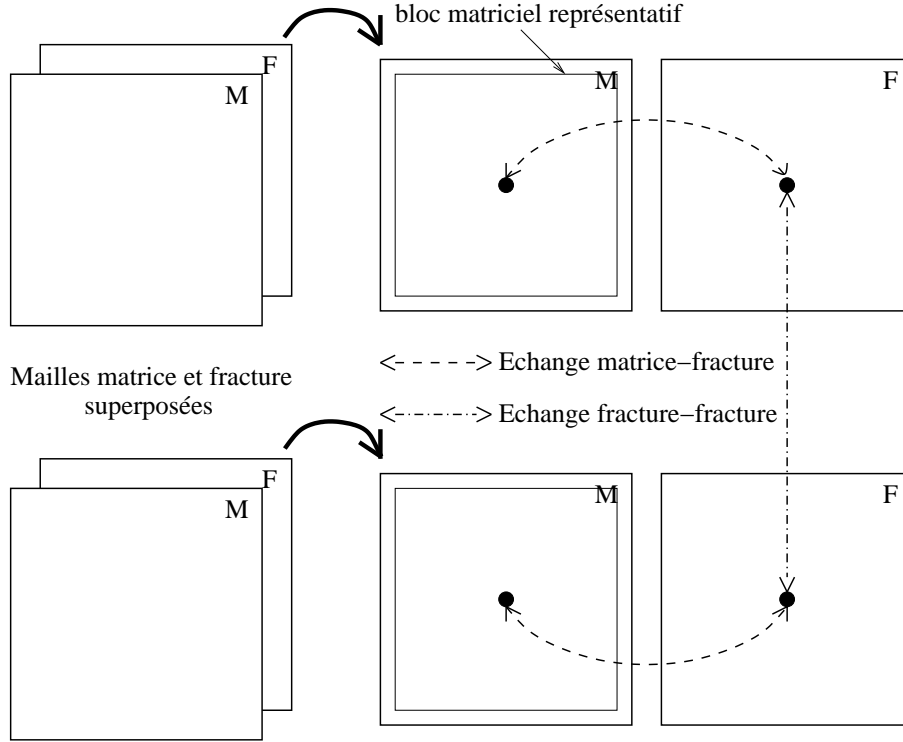 bloc matriciel représentatif
F
M
M
F
Echange matrice–fracture
Mailles matrice et fracture
superposées
Echange fracture–fracture
F
M
M
F